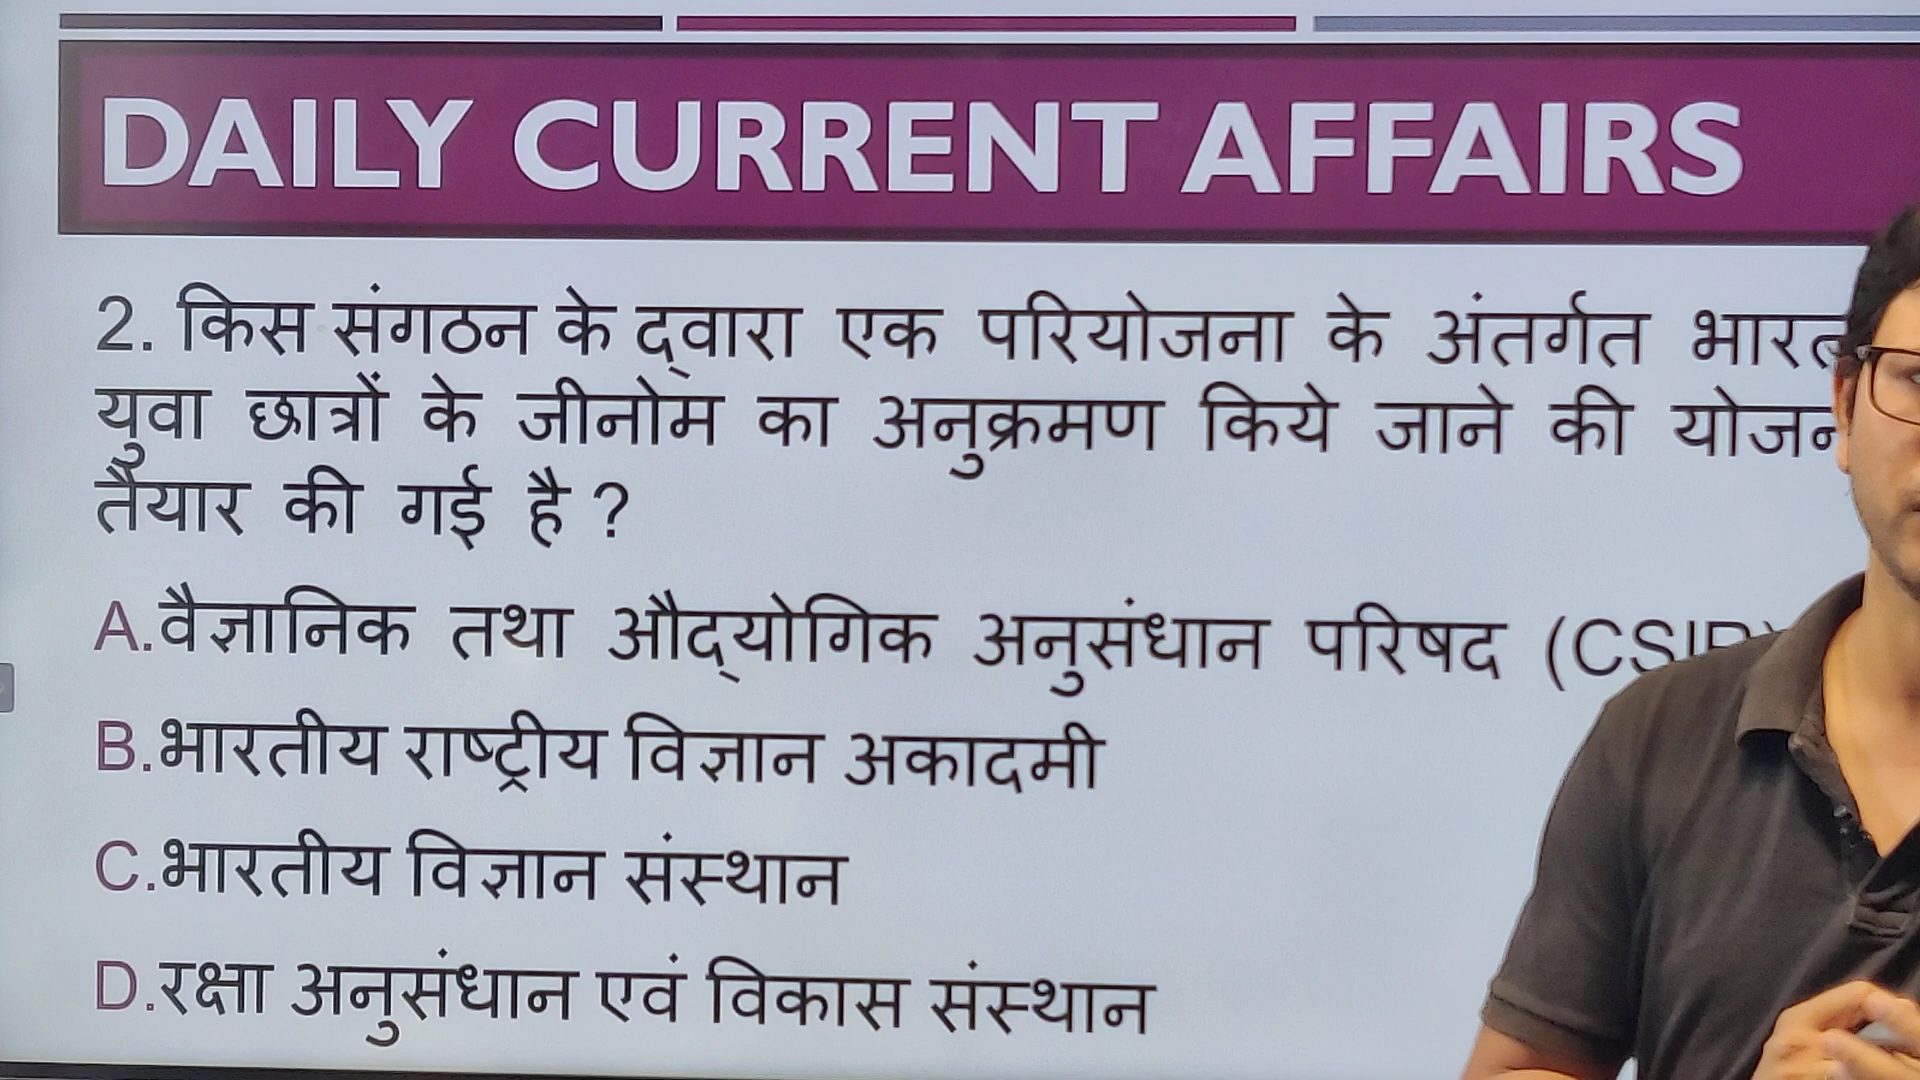 DAILY CURRENT AFFAIRS
2. किस संगठन के द्वारा एक परियोजना के अंतर्गत
युवा छात्रों के जीनोम का अनुक्रमण किये जाने की
तैयार की गई है ?
A.वैज्ञानिक तथा औद्योगिक अनुसंधान परिषद (CSIR)
B.भारतीय राष्ट्रीय विज्ञान अकादमी
C.भारतीय विज्ञान संस्थान
D.रक्षा अनुसंधान एवं विकास संस्थान